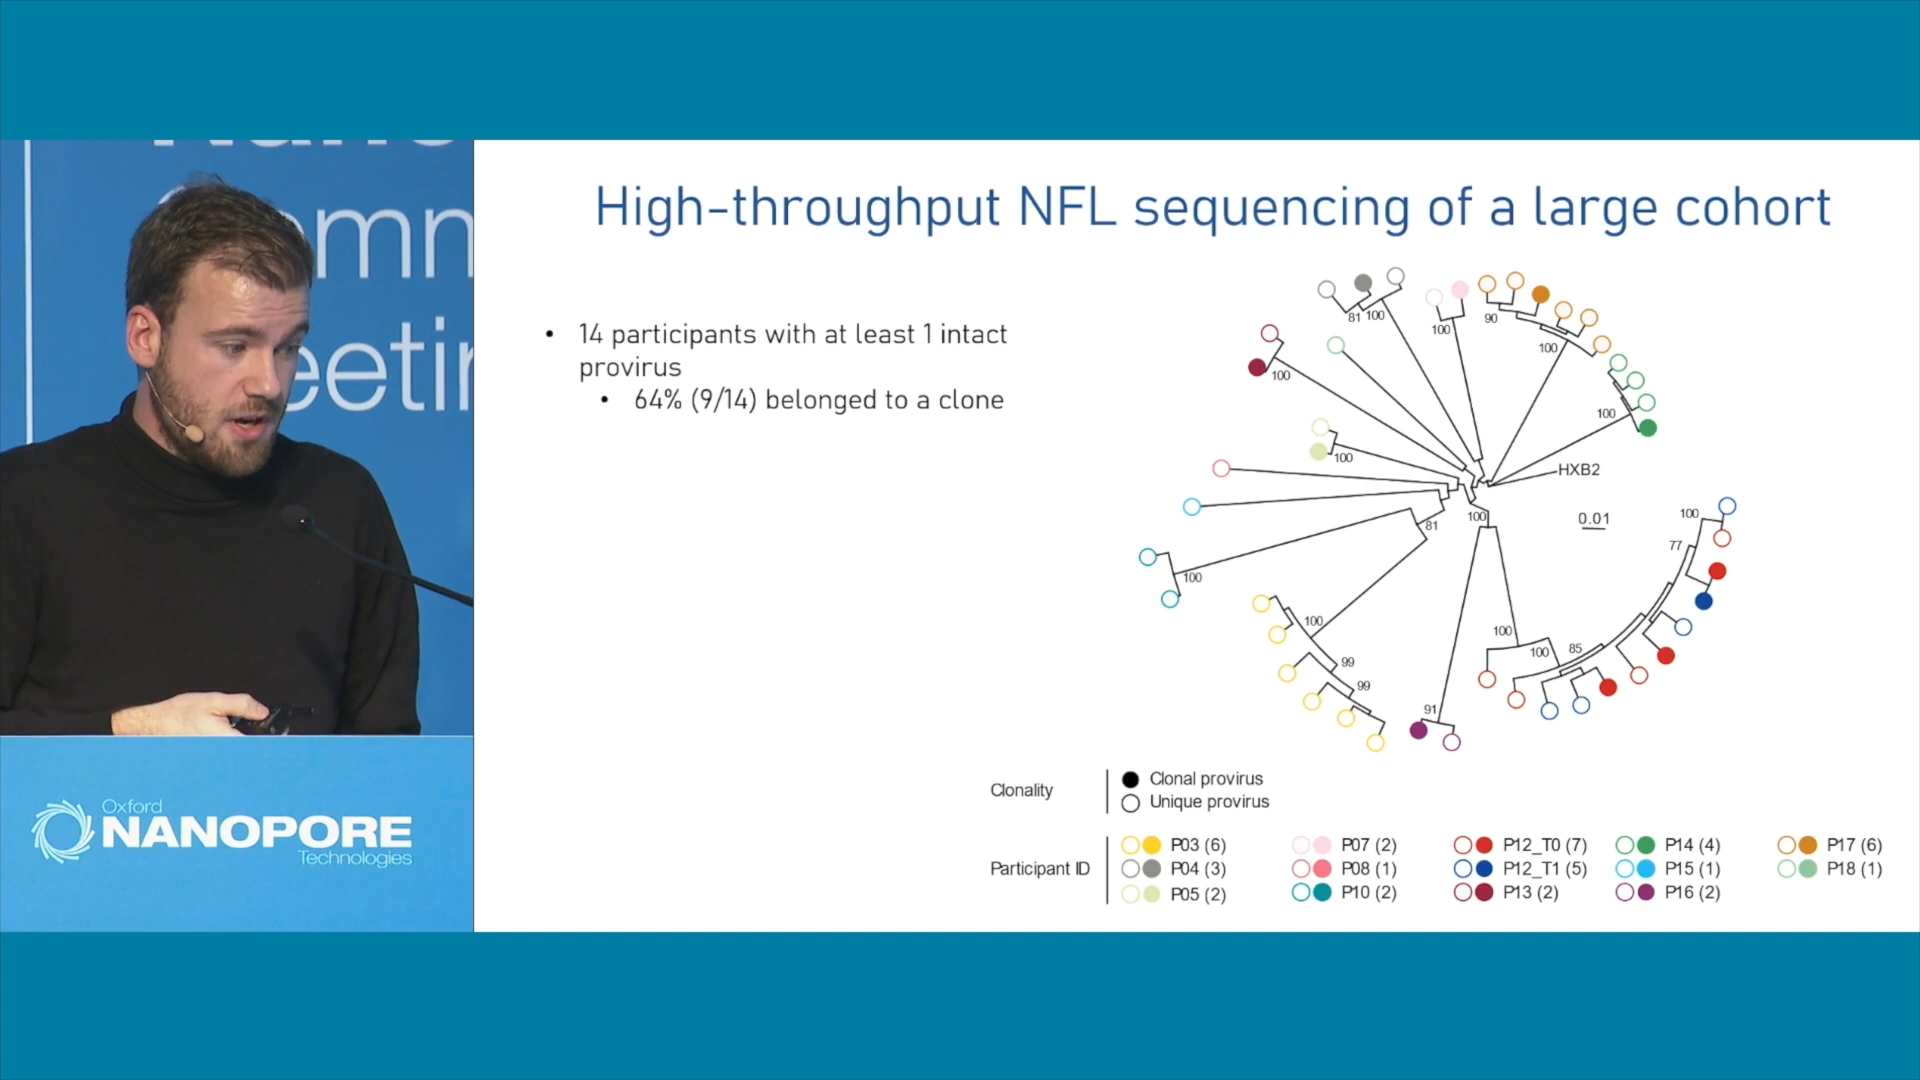 High-throughput NFL sequencing of a large cohort
• 14 participants with at least 1 intact
provirus
• 64% (9/14) belonged to a clone
81 100
100
90
100
100
100
100
HXB2
0.01
100
81
100
100
77
100
99
99
100
100
85
91
Clonality
Clonal provirus
Unique provirus
Participant ID
P03 (6)
P04 (3)
P05 (2)
P07 (2)
P08 (1)
P10 (2)
P12_T0 (7)
P12_T1 (5)
P13 (2)
P14 (4)
P15 (1)
P16 (2)
P17 (6)
P18 (1)
Oxford
NANOPORE
Technologies